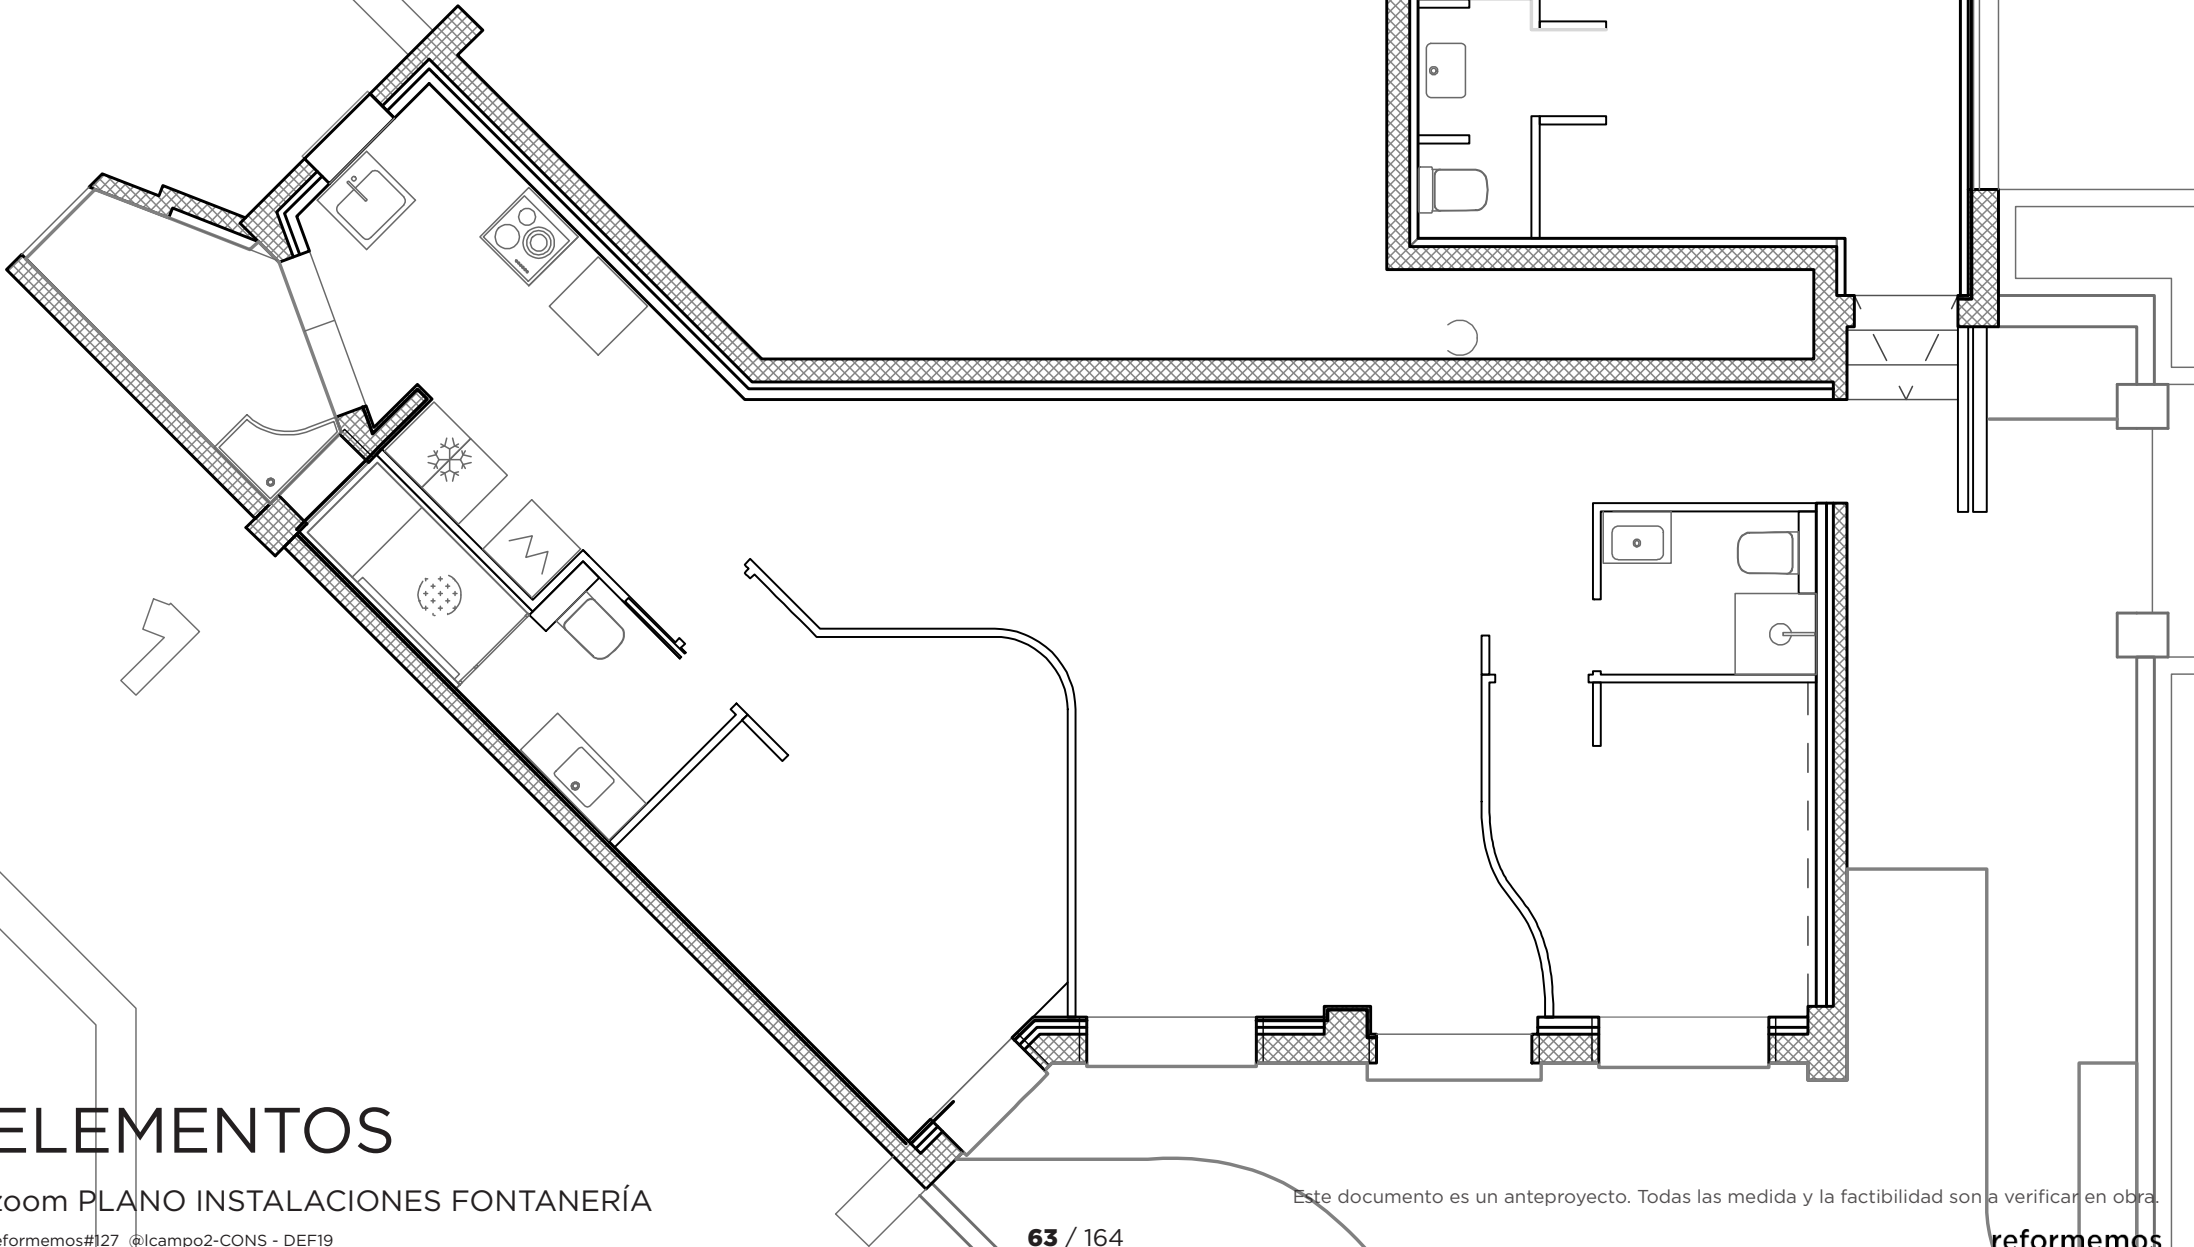 ELEMENTOS
zoom PLANO INSTALACIONES FONTANERÍA
eformemos#127 @lcampo2-CONS - DEF19
63 / 164
Este documento es un anteproyecto. Todas las medida y la factibilidad son a verificar en obra.
reformemos